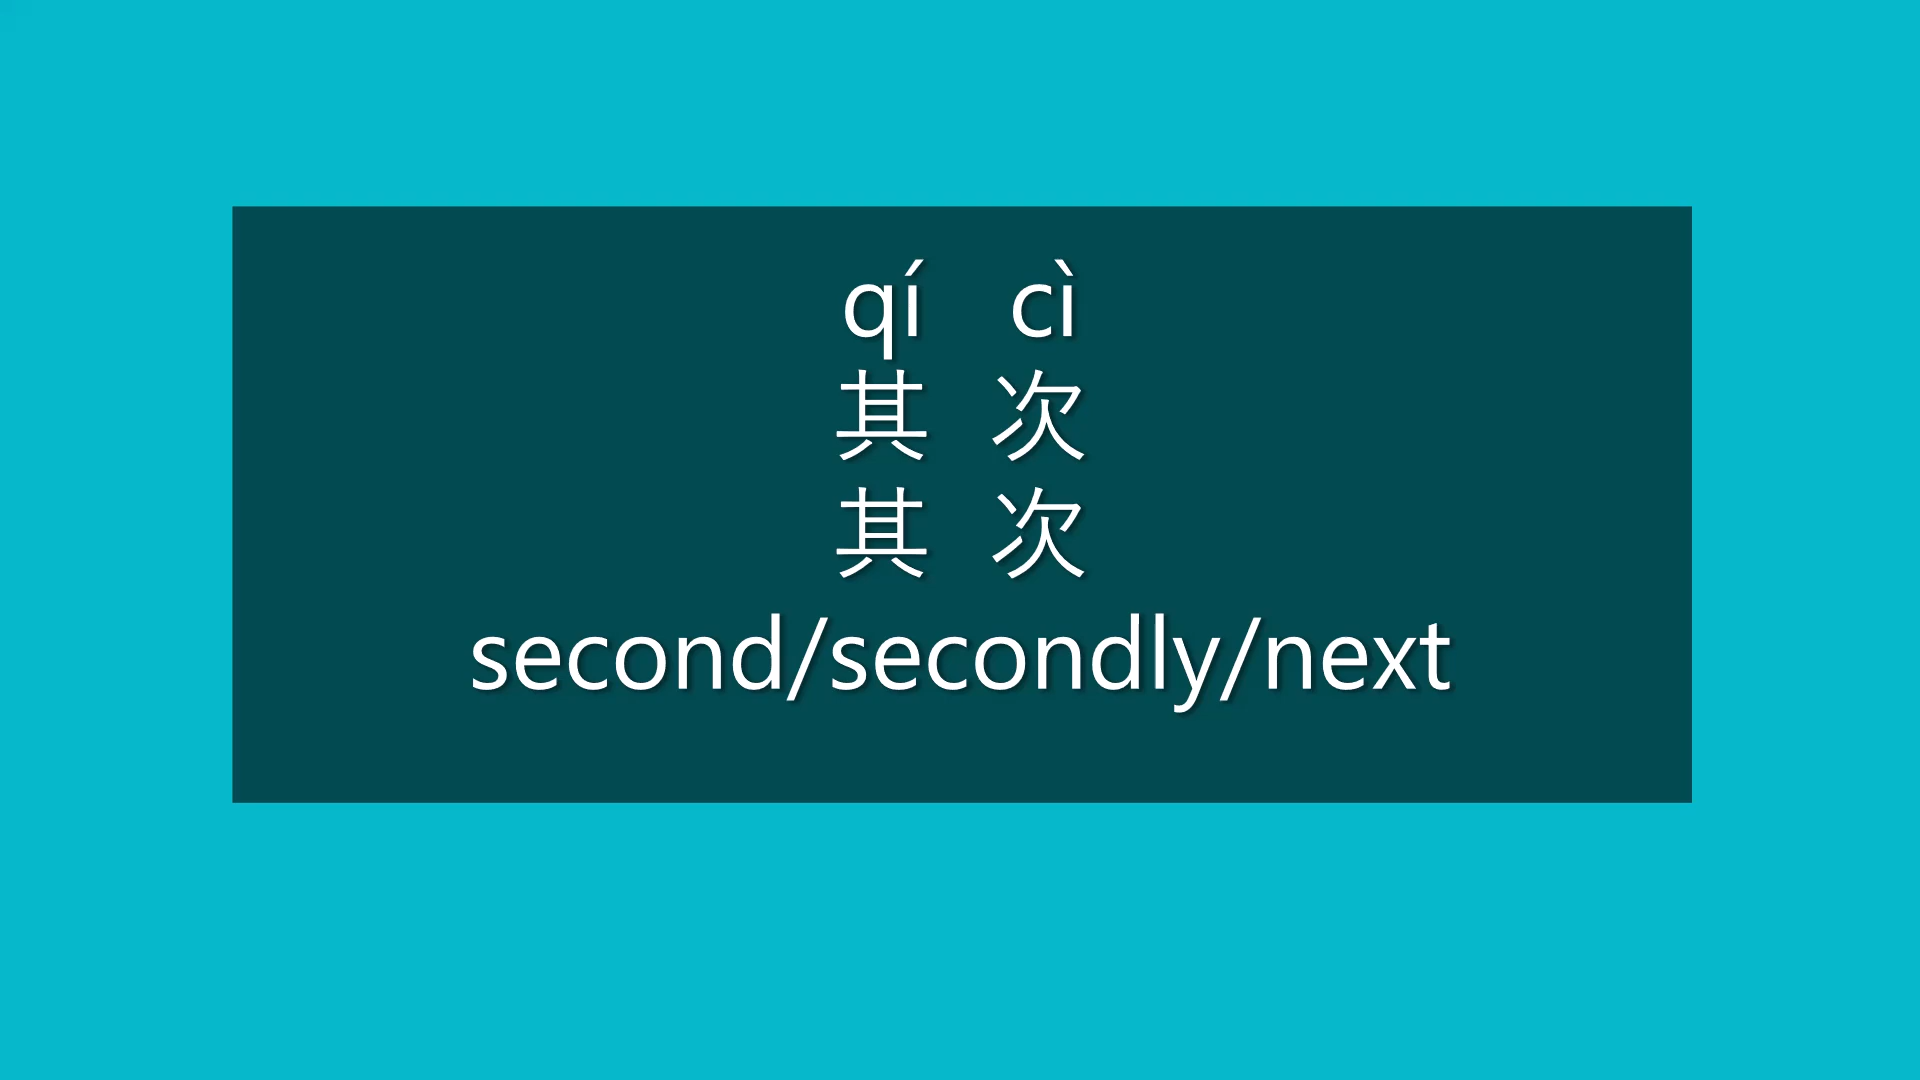 qí cì
其 次
其 次
second/secondly/next